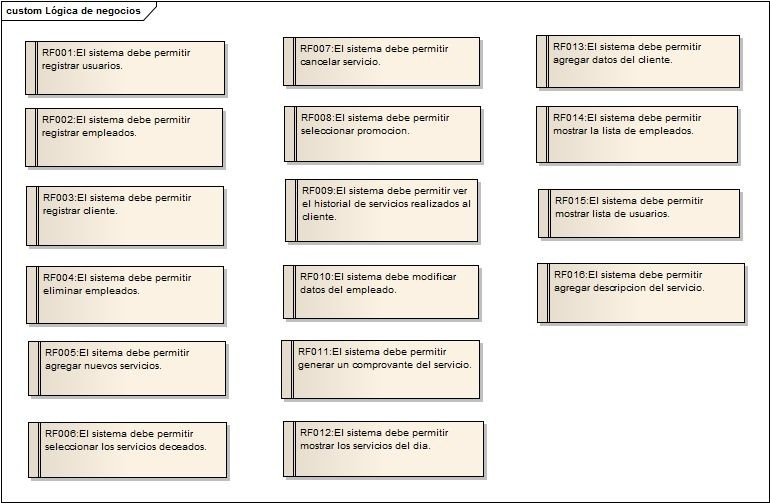 custom Lógica de negocios
RF001:El sistema debe permitir
registrar usuarios.
RF002:El sistema debe permitir
registrar empleados.
RF003:El sistema debe permitir
registrar cliente.
RF004:El sistema debe permitir
eliminar empleados.
RF005:El sitema debe permitir
agregar nuevos servicios.
RF006:El sistema debe permitir
seleccionar los servicios deceados.
RF007:El sistema debe permitir
cancelar servicio.
RF008:El sistema debe permitir
seleccionar promocion.
RF009:El sistema debe permitir ver
el historial de servicios realizados al
cliente.
RF010:El sistema debe modificar
datos del empleado.
RF011:El sistema debe permitir
generar un comprovante del servicio.
RF012:El sistema debe permitir
mostrar los servicios del dia.
RF013:El sistema debe permitir
agregar datos del cliente.
RF014:El sistema debe permitir
mostrar la lista de empleados.
RF015:El sistema debe permitir
mostrar lista de usuarios.
RF016:El sistema debe permitir
agregar descripcion del servicio.